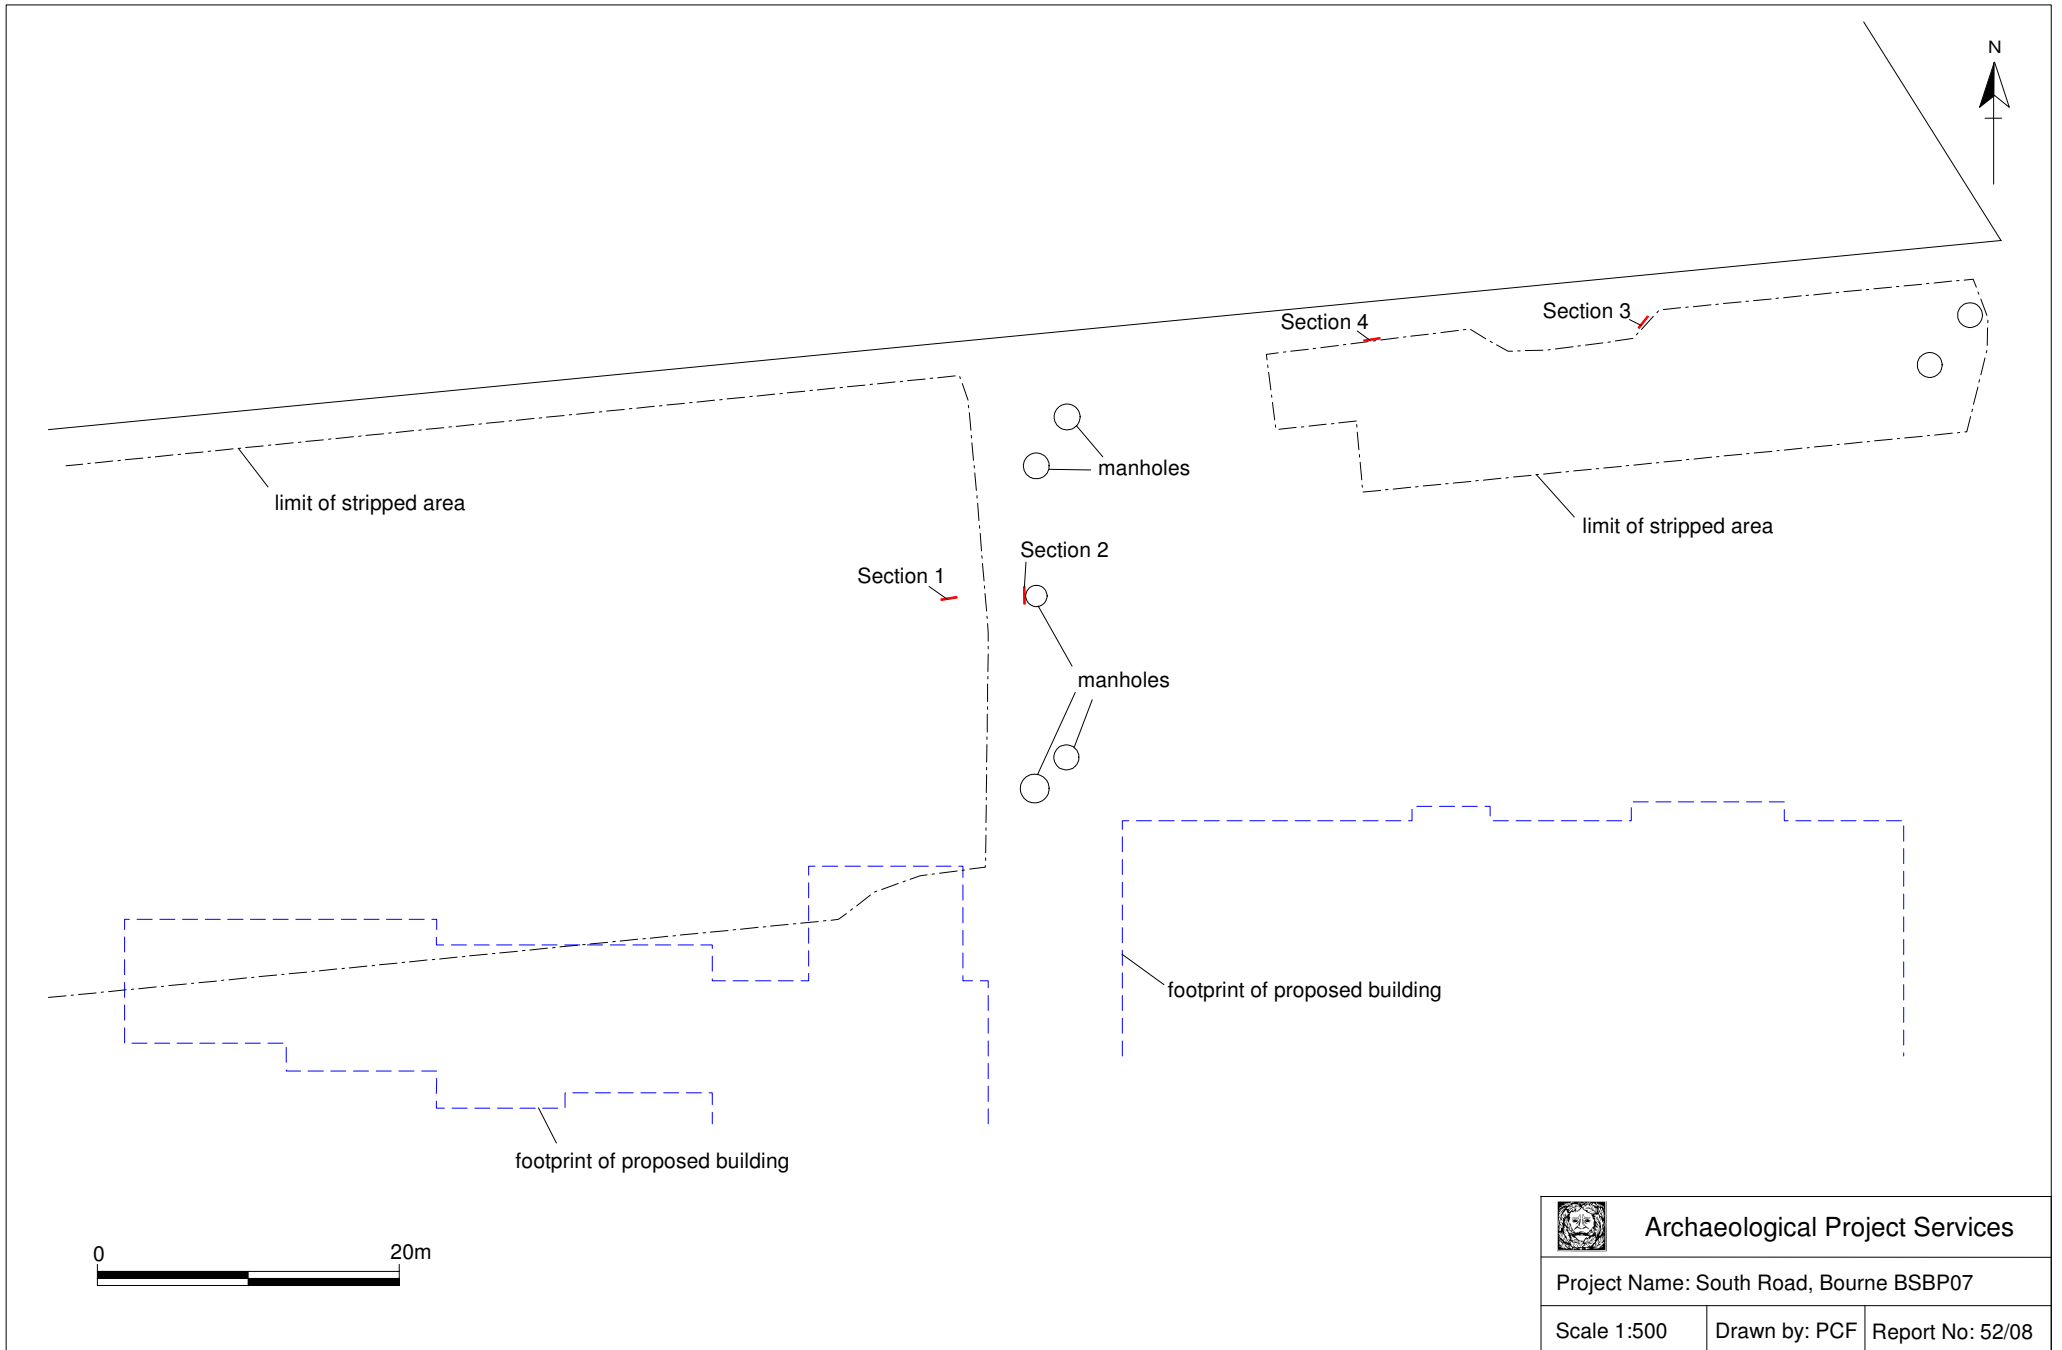 N
Section 4
Section 3
manholes
limit of stripped area
limit of stripped area
Section 2
Section 1
manholes
footprint of proposed building
footprint of proposed building
0 20m
Archaeological Project Services
Project Name: South Road, Bourne BSBP07
Scale 1:500 Drawn by: PCF Report No: 52/08